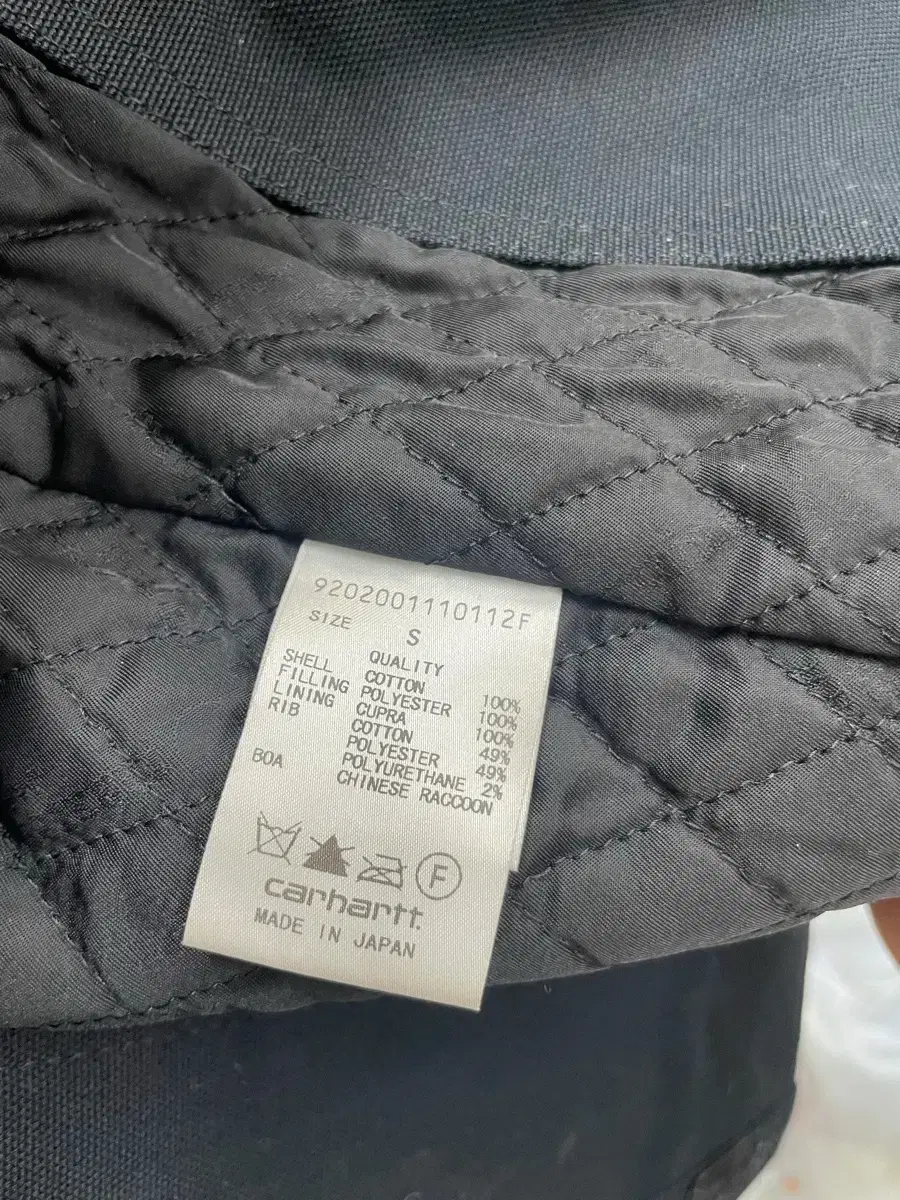 9202001110112F
SIZE S
QUALITY
SHELL COTTON 100%
FILLING POLYESTER 100%
LINING CUPRA 100%
RIB COTTON 49%
POLYESTER 49%
POLYURETHANE 2%
BOA CHINESE RACCOON
F
carhartt.
MADE IN JAPAN